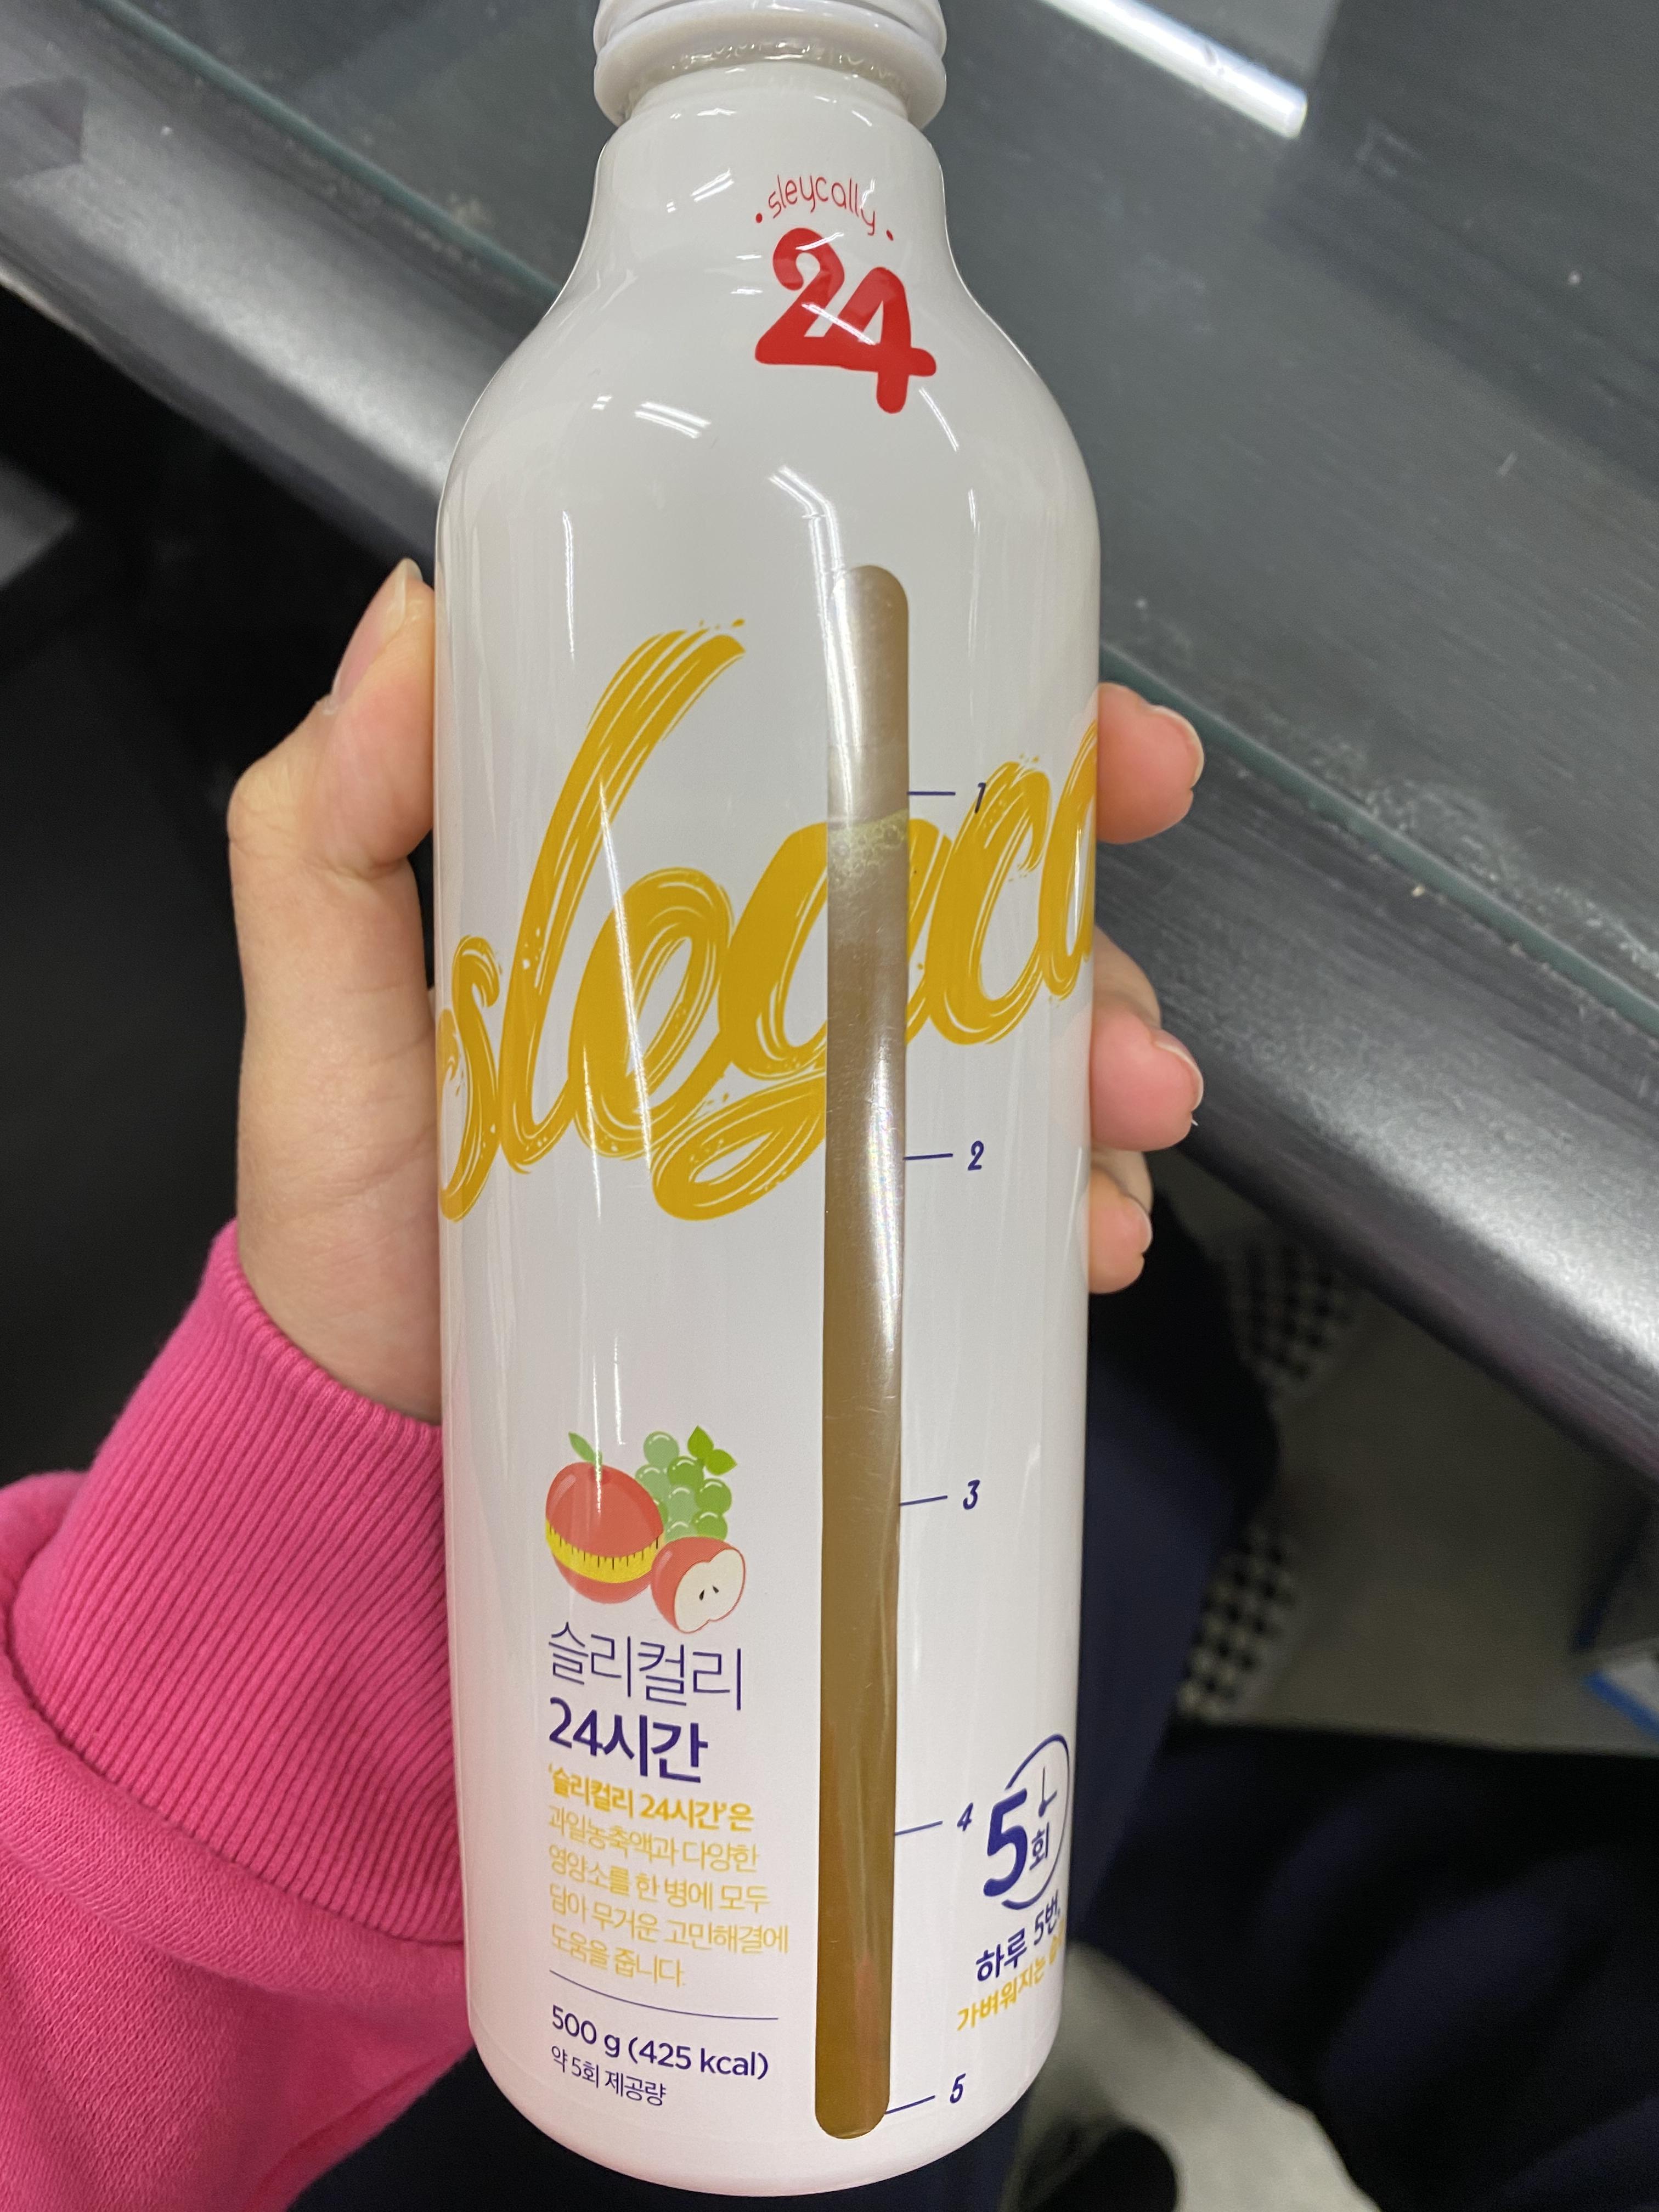 sleycally
24
sleyca
1
2
3
4
5
슬리컬리
24시간
'슬리컬리 24시간'은
과일농축액과 다양한
영양소를 한 병에 모두
담아 무거운 고민해결에
도움을 줍니다.
500 g (425 kcal)
약 5회 제공량
5회
하루 5번,
가벼워지는